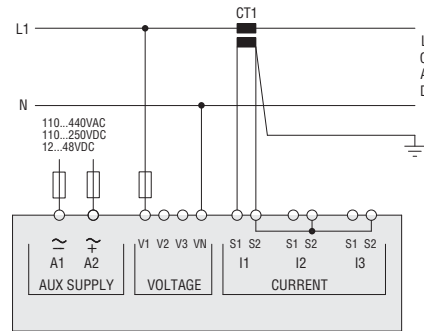 CT1
L1
L
O
A
D
N
110...440VAC
110...250VDC
12...48VDC
V1 V2 V3 VN
S1 S2 S1 S2 S1 S2
A1 A2
I1 I2 I3
AUX SUPPLY VOLTAGE CURRENT